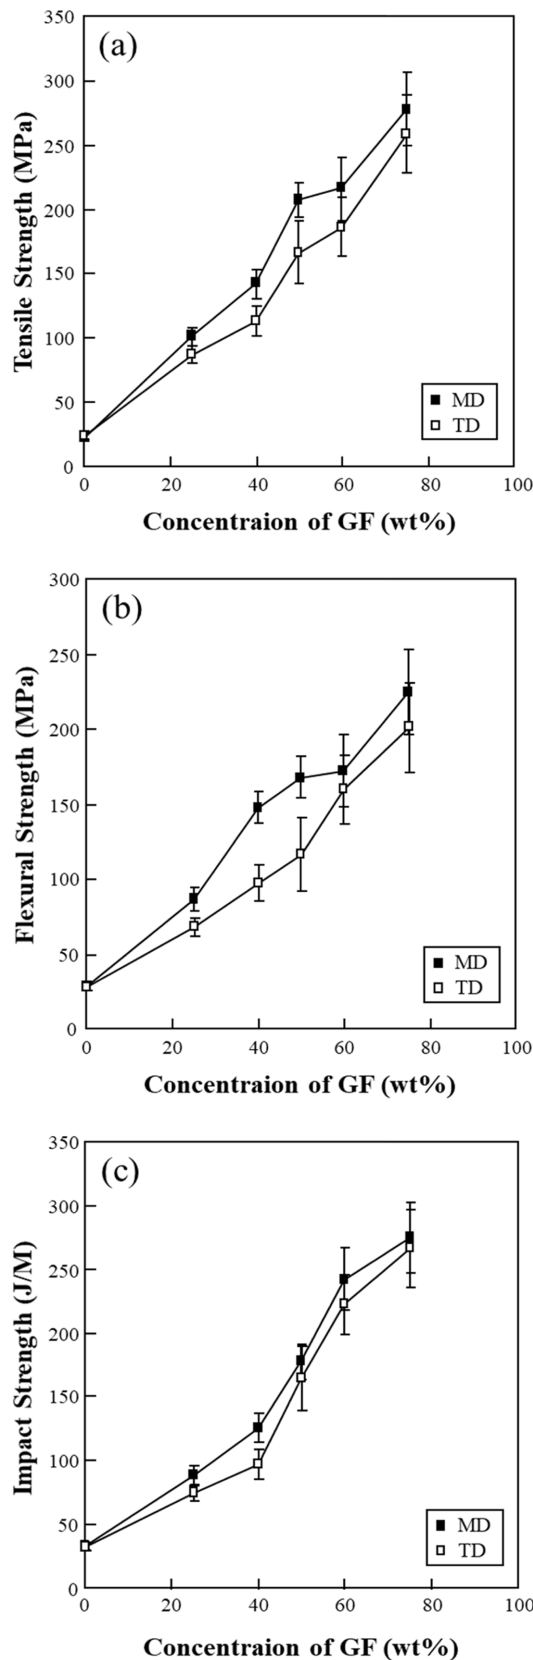 (a)
350
300
250
200
150
100
50
0
Tensile Strength (MPa)
MD
TD
0 20 40 60 80 100
Concentraion of GF (wt%)
(b)
300
250
200
150
100
50
0
Flexural Strength (MPa)
MD
TD
0 20 40 60 80 100
Concentraion of GF (wt%)
(c)
350
300
250
200
150
100
50
0
Impact Strength (J/M)
MD
TD
0 20 40 60 80 100
Concentraion of GF (wt%)